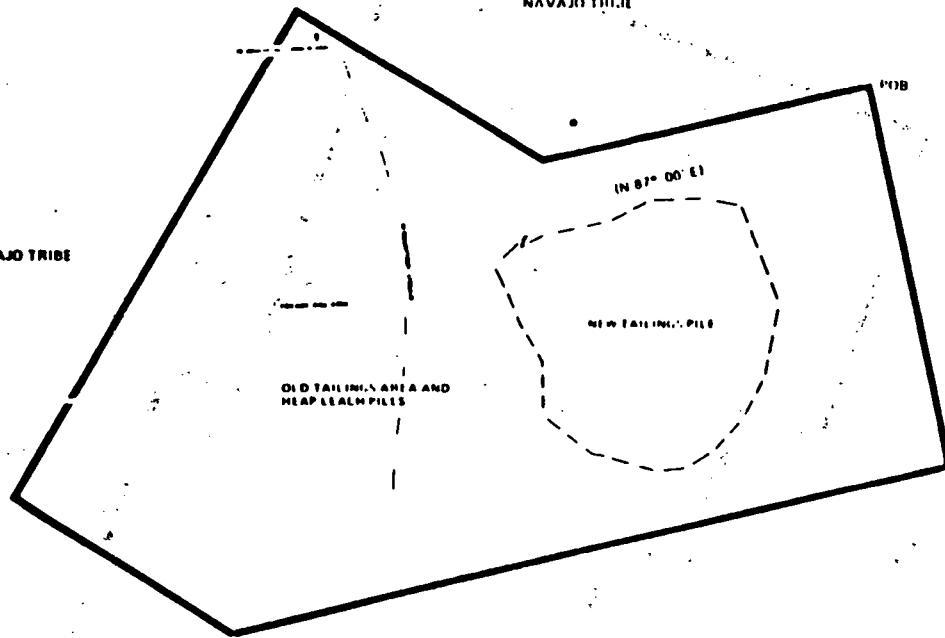 NAVAJO TRIBE
POB
(N 87° 00' E)
AJO TRIBE
NEW TAILINGS PILE
OLD TAILINGS AREA AND
HEAP LEACH PILES